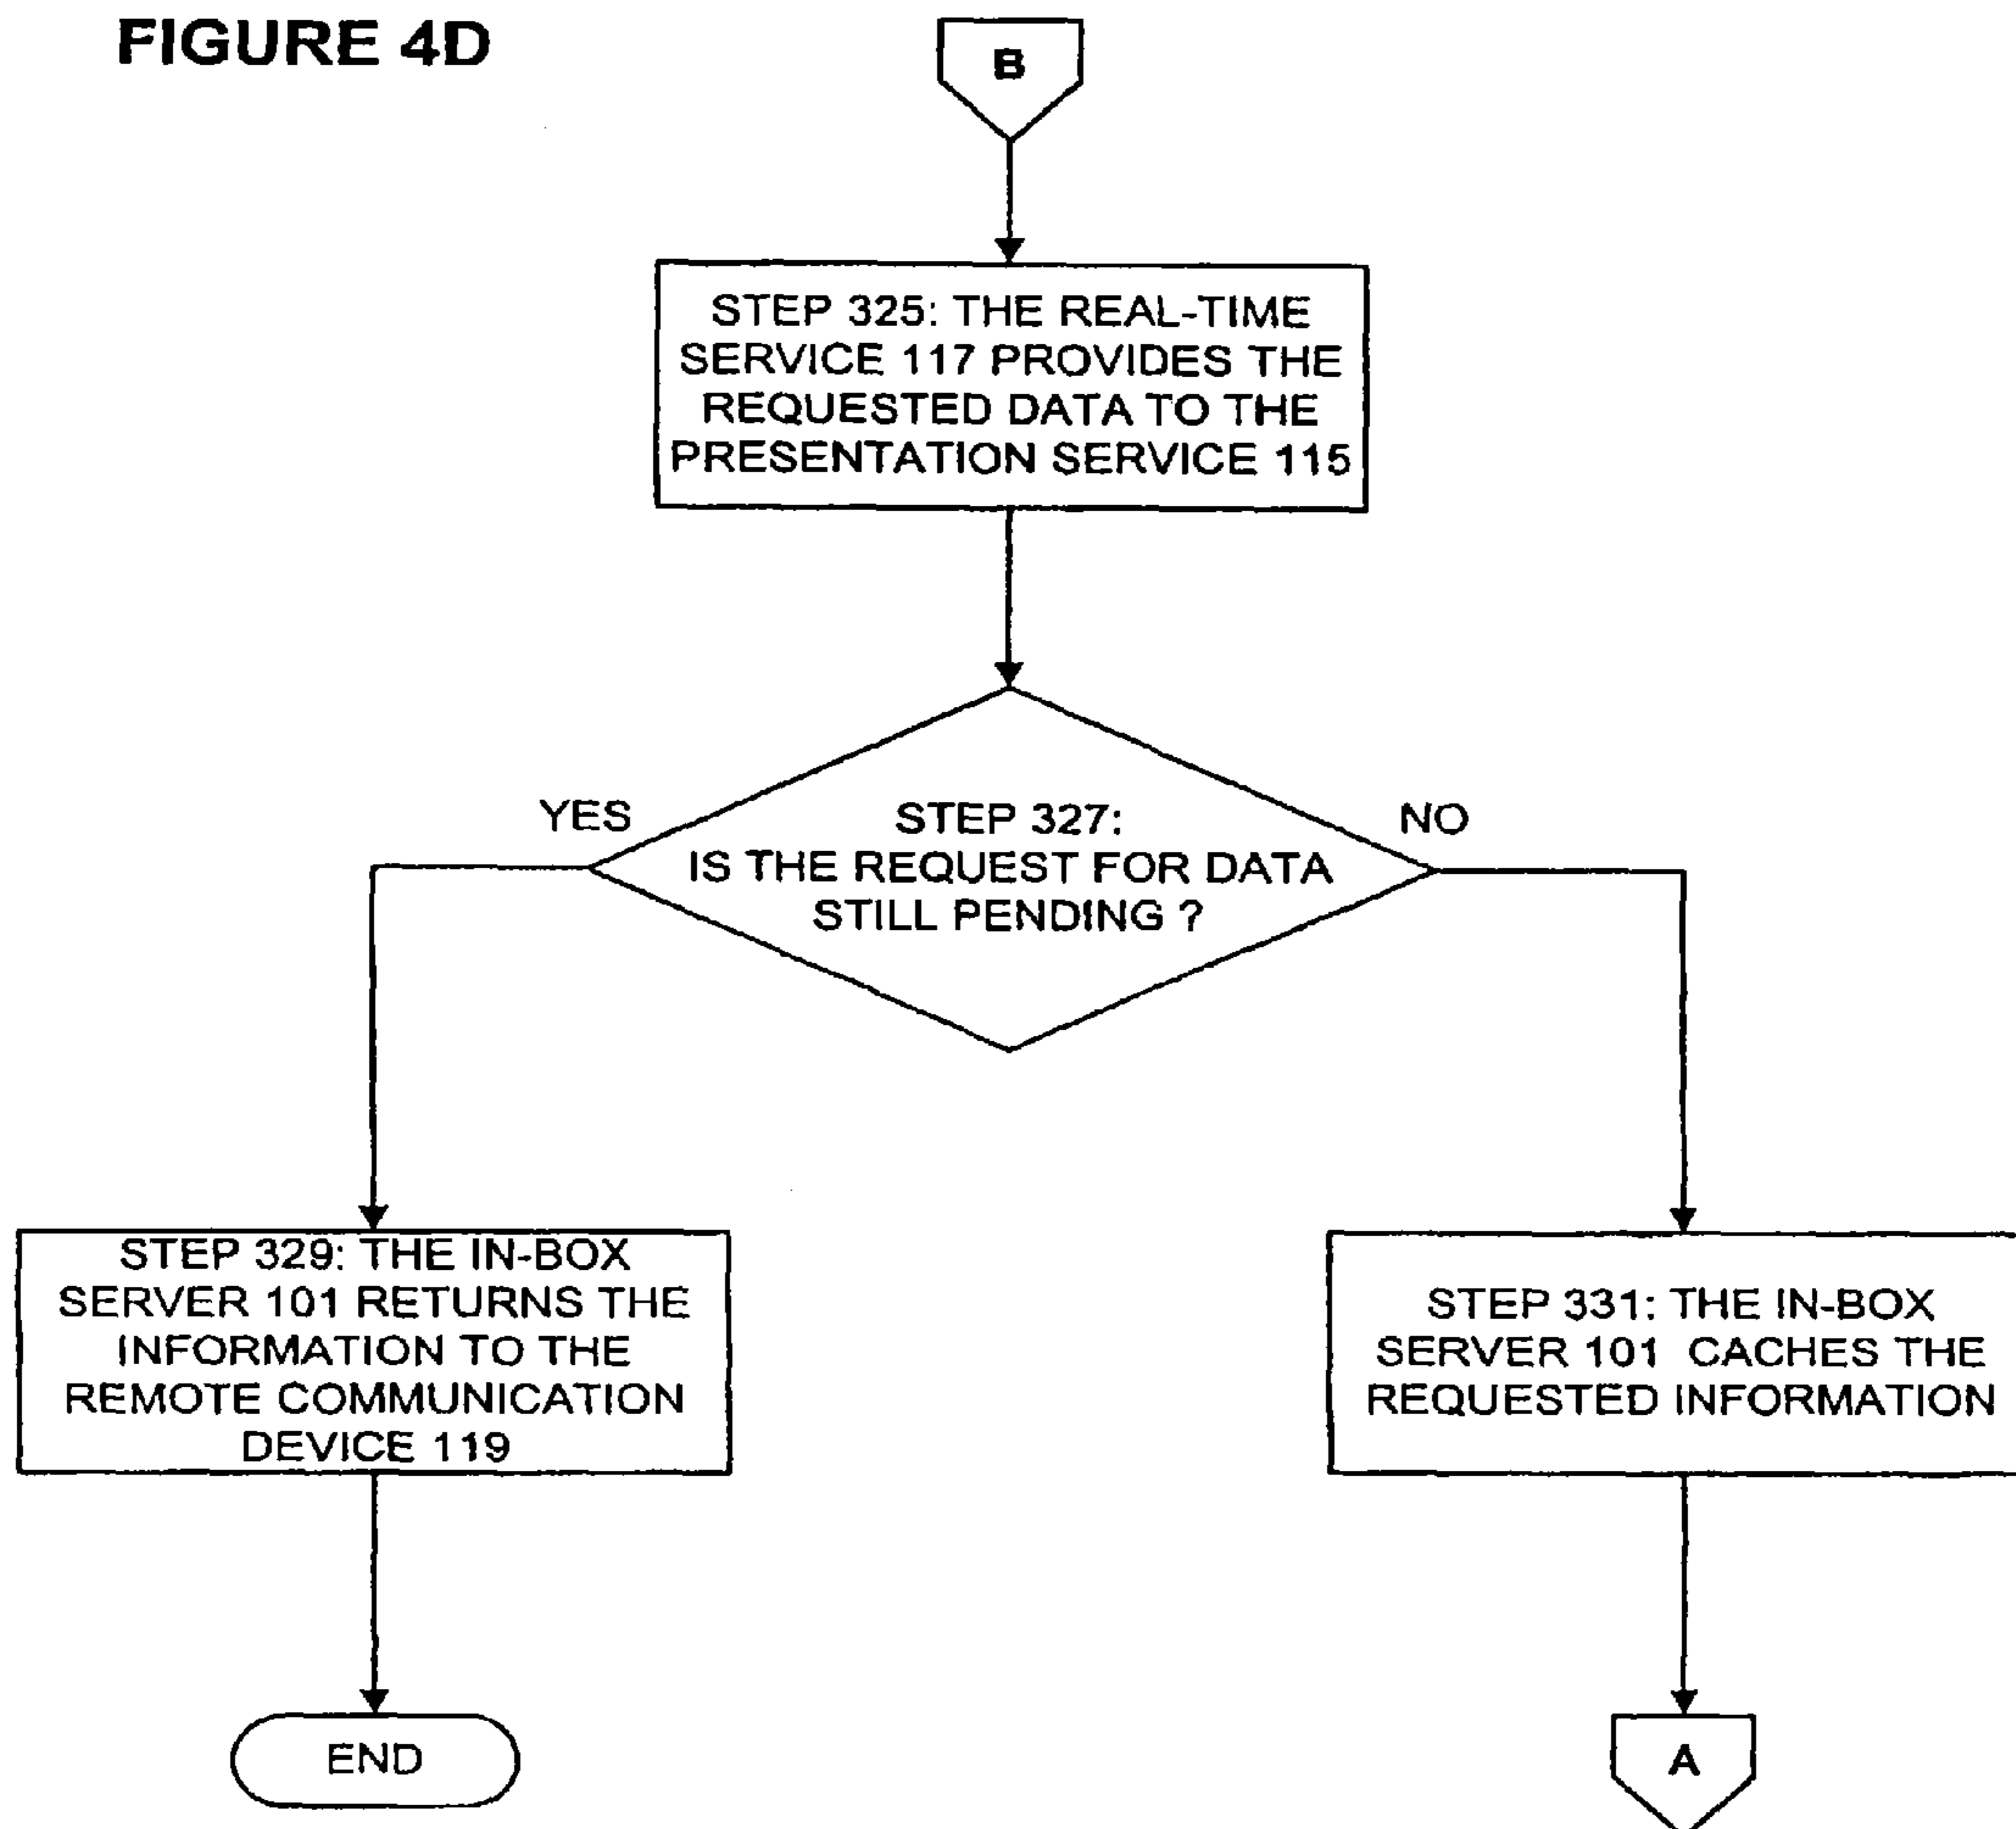 FIGURE 4D
B
STEP 325: THE REAL-TIME
SERVICE 117 PROVIDES THE
REQUESTED DATA TO THE
PRESENTATION SERVICE 115
YES
STEP 327:
IS THE REQUEST FOR DATA
STILL PENDING ?
NO
STEP 329: THE IN-BOX
SERVER 101 RETURNS THE
INFORMATION TO THE
REMOTE COMMUNICATION
DEVICE 119
STEP 331: THE IN-BOX
SERVER 101 CACHES THE
REQUESTED INFORMATION
END
A